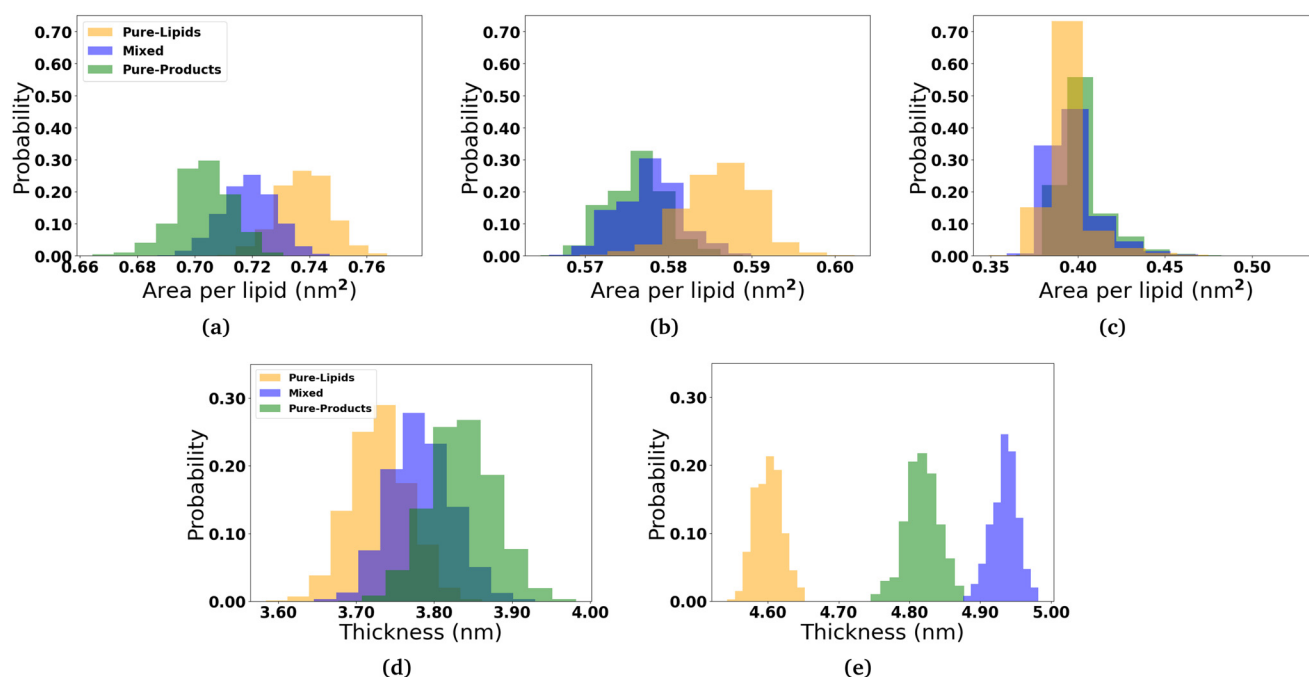 0.70
0.60
0.50
0.40
0.30
0.20
0.10
0.00
Probability
Pure-Lipids
Mixed
Pure-Products
0.66 0.70 0.72 0.74 0.76
Area per lipid (nm²)
(a)
0.70
0.60
0.50
0.40
0.30
0.20
0.10
0.00
Probability
0.57 0.58 0.59 0.60
Area per lipid (nm²)
(b)
0.70
0.60
0.50
0.40
0.30
0.20
0.10
0.00
Probability
0.35 0.40 0.45 0.50
Area per lipid (nm²)
(c)
0.30
0.20
0.10
0.00
Probability
Pure-Lipids
Mixed
Pure-Products
3.60 3.70 3.80 3.90 4.00
Thickness (nm)
(d)
0.30
0.20
0.10
0.00
Probability
4.60 4.70 4.80 4.90 5.00
Thickness (nm)
(e)